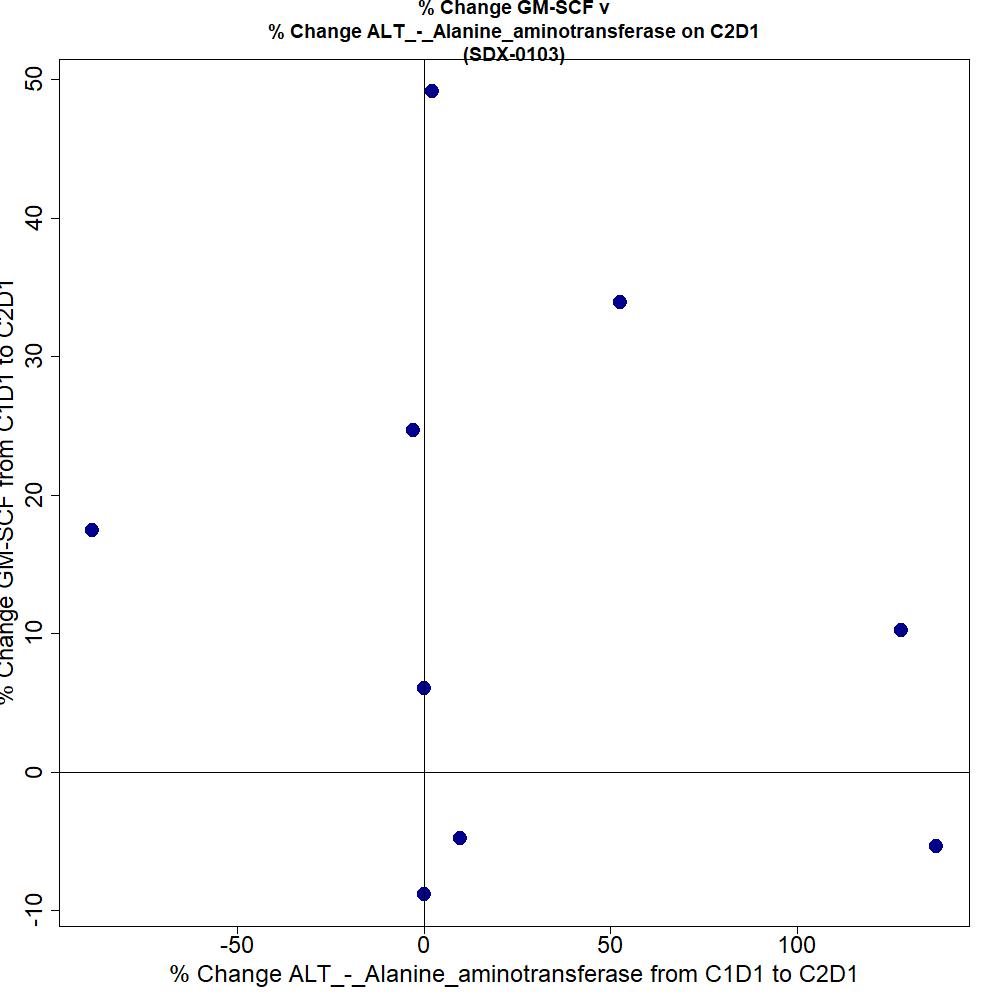 % Change GM-SCF v
% Change ALT_-_Alanine_aminotransferase on C2D1
(SDX-0103)
% Change GM-SCF from C1D1 to C2D1
50
40
30
20
10
0
-10
-50
0
50
100
% Change ALT_-_Alanine_aminotransferase from C1D1 to C2D1